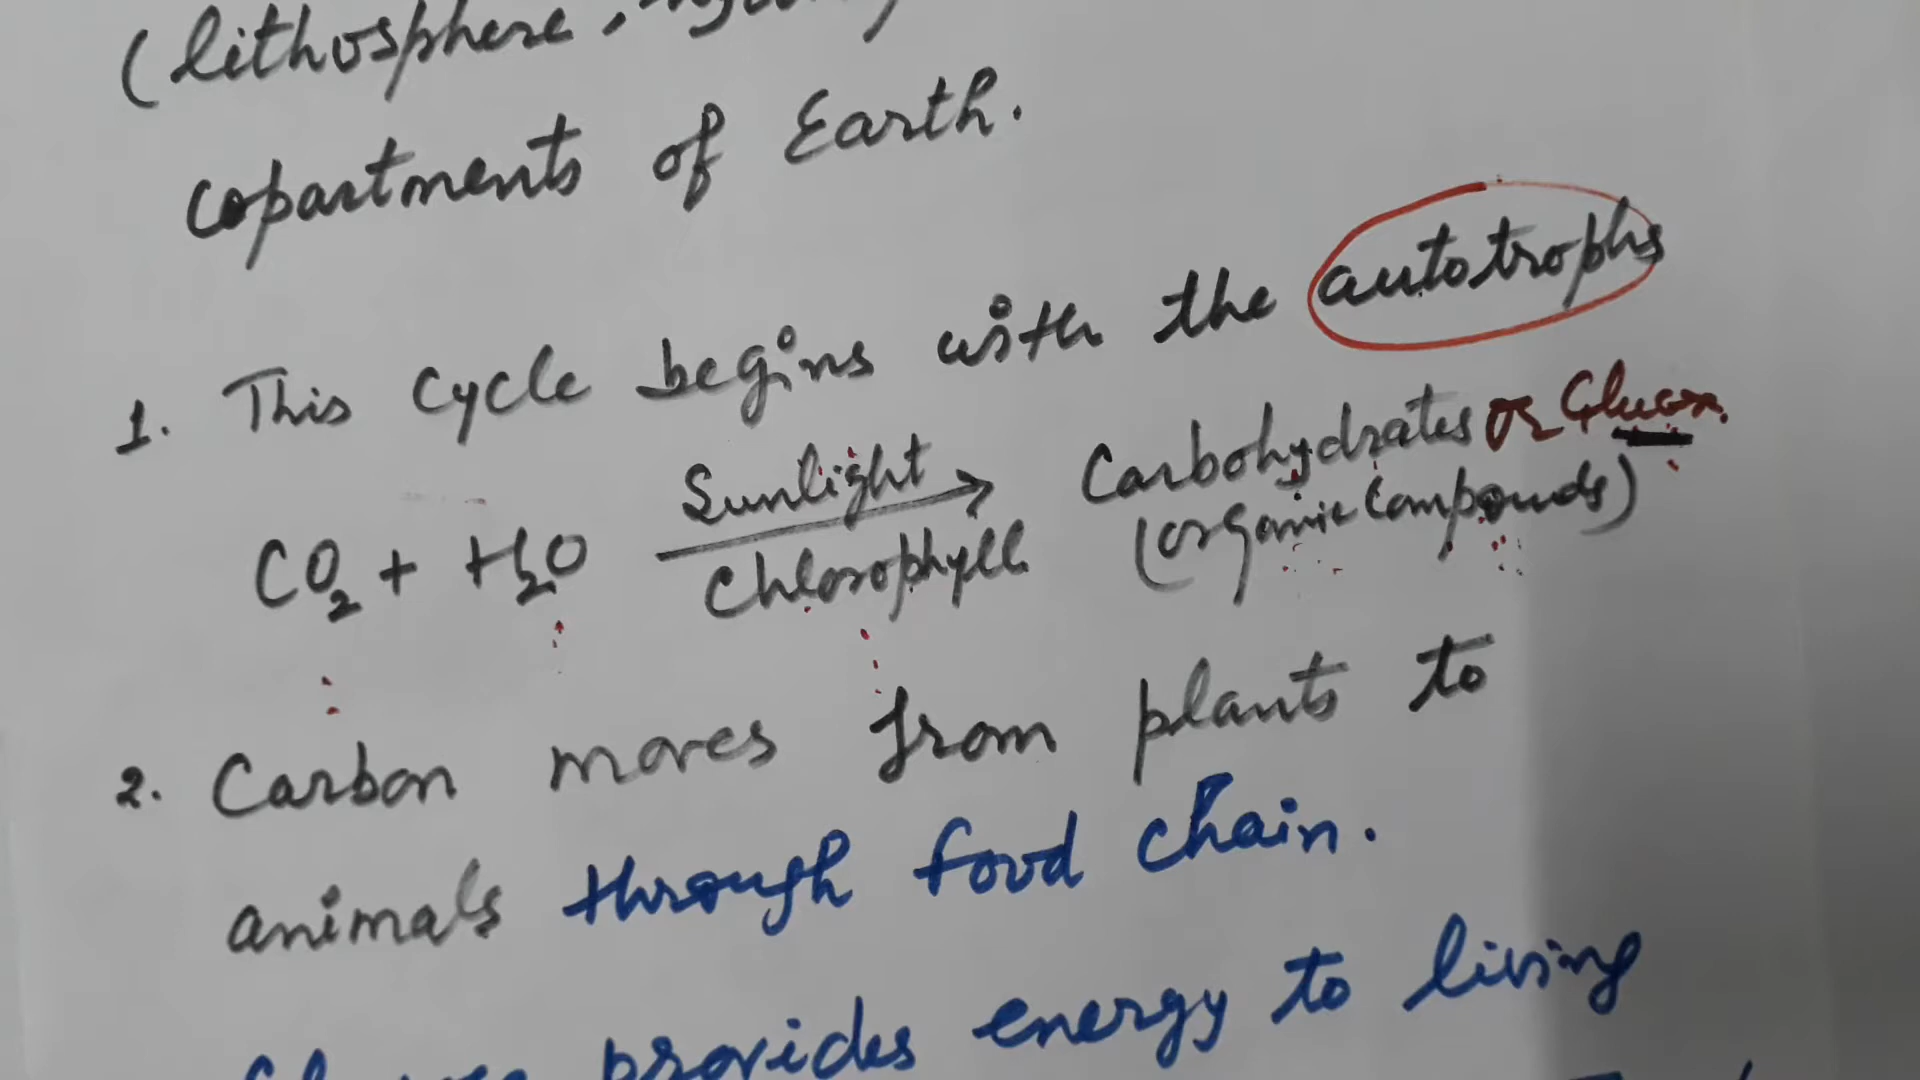 (lithosphere,
copartments of Earth.
1. This cycle begins with the autotrophs
CO2 + H2O Sunlight Chlorophyll Carbohydrates or
(organic Compounds)
2. Carbon moves from plants to
animals through food chain.
provides energy to living